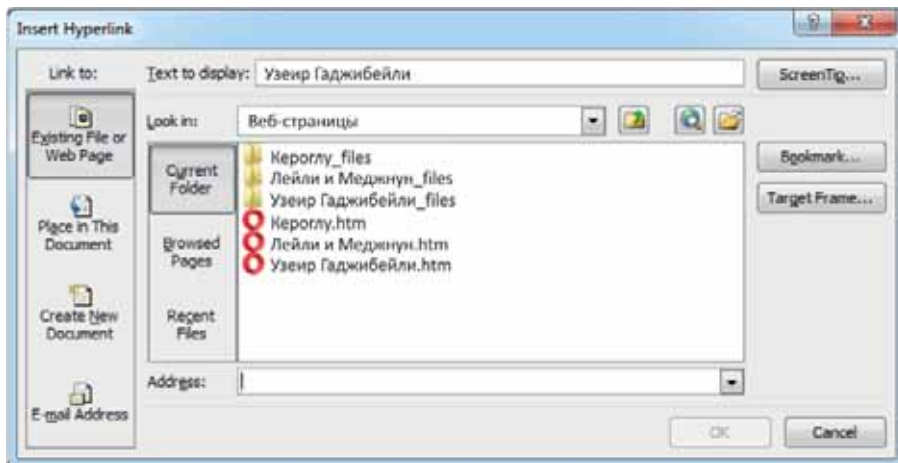 Insert Hyperlink
Link to:
Text to display: Узеир Гаджибейли
ScreenTip...
Existing File or
Web Page
Look in: Веб-страницы
Place in This
Document
Create New
Document
E-mail Address
Current
Folder
Browsed
Pages
Recent
Files
Кероглу_files
Лейли и Меджнун_files
Узеир Гаджибейли_files
Кероглу.htm
Лейли и Меджнун.htm
Узеир Гаджибейли.htm
Bookmark...
Target Frame...
Address:
OK
Cancel